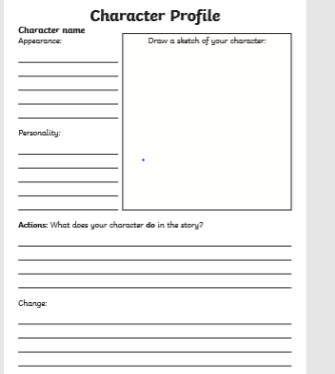 Character Profile
Character name
Appearance:
Draw a sketch of your character:
Personality:
Actions: What does your character do in the story?
Change: